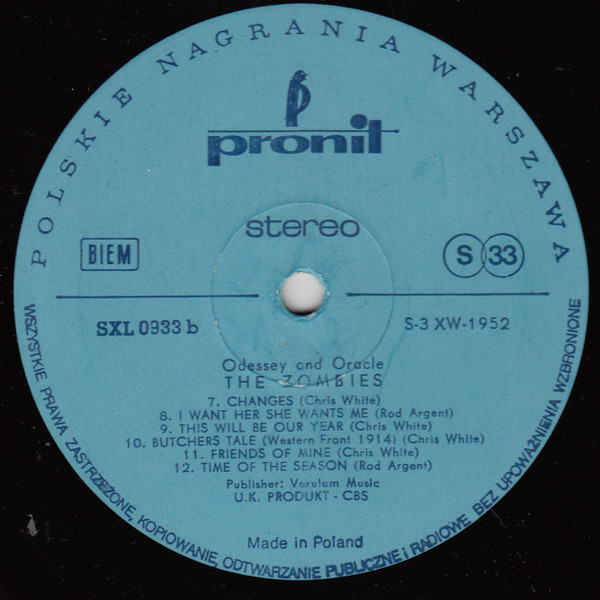 POLSKIE NAGRANIA WARSZAWA
pronit
stereo
BIEM
S 33
SXL 0933 b
S-3 XW-1952
Odessey and Oracle
THE ZOMBIES
7. CHANGES (Chris White)
8. I WANT HER SHE WANTS ME (Rod Argent)
9. THIS WILL BE OUR YEAR (Chris White)
10. BUTCHERS TALE (Western Front 1914) (Chris White)
11. FRIENDS OF MINE (Chris White)
12. TIME OF THE SEASON (Rod Argent)
Publisher: Verulam Music
U.K. PRODUKT - CBS
Made in Poland
WSZYSTKIE PRAWA ZASTRZEŻONE, KOPIOWANIE, ODTWARZANIE PUBLICZNE i RADIOWE BEZ UPOWAŻNIENIA WZBRONIONE